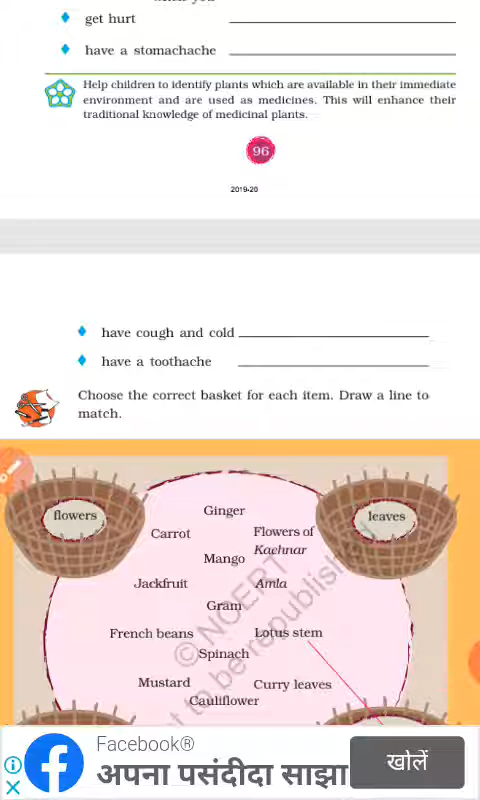 get hurt
have a stomachache
Help children to identify plants which are available in their immediate
environment and are used as medicines. This will enhance their
traditional knowledge of medicinal plants.
96
2019-20
have cough and cold
have a toothache
Choose the correct basket for each item. Draw a line to
match.
flowers
leaves
Ginger
Carrot
Flowers of
Kachnar
Mango
Jackfruit
Amla
Gram
French beans
Lotus stem
Spinach
Mustard
Curry leaves
Cauliflower
© NCERT
to be republished
Facebook®
अपना पसंदीदा साझा
खोलें